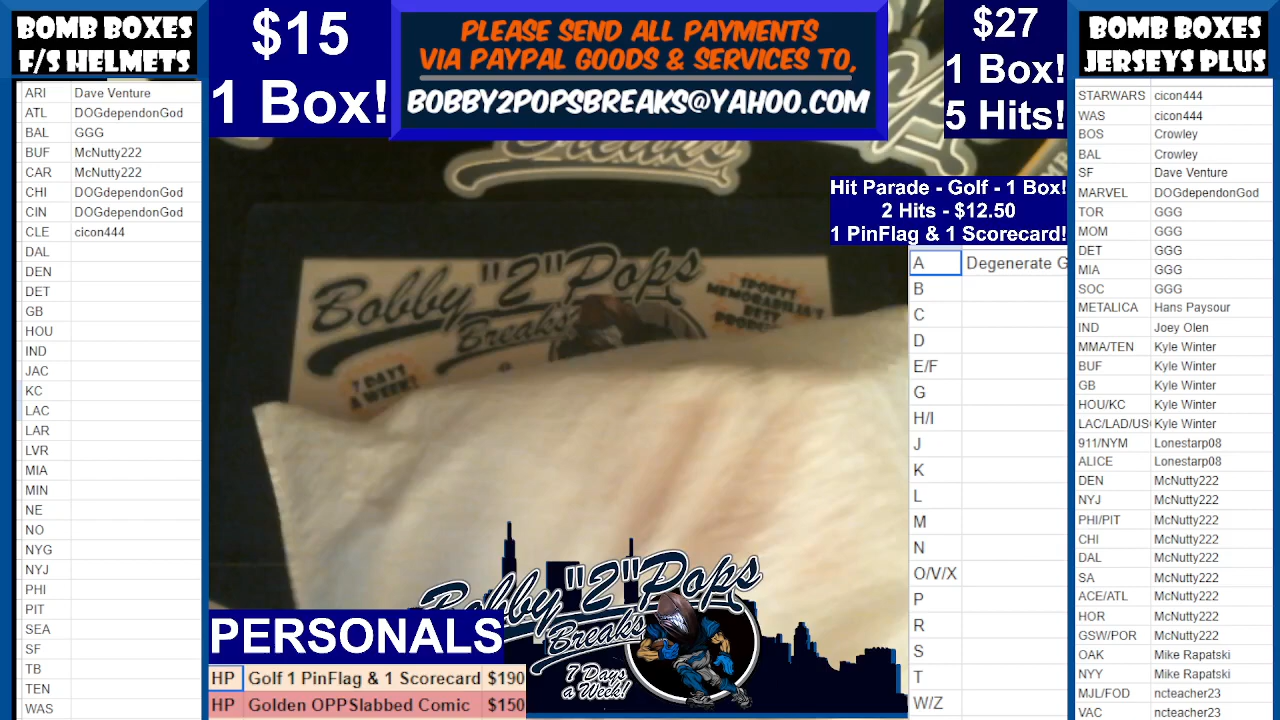 BOMB BOXES
F/S HELMETS
ARI Dave Venture
ATL DOGdependonGod
BAL GGG
BUF McNutty222
CAR McNutty222
CHI DOGdependonGod
CIN DOGdependonGod
CLE cicon444
DAL
DEN
DET
GB
HOU
IND
JAC
KC
LAC
LAR
LVR
MIA
MIN
NE
NO
NYG
NYJ
PHI
PIT
SEA
SF
TB
TEN
WAS
$15
1 Box!
PLEASE SEND ALL PAYMENTS
VIA PAYPAL GOODS & SERVICES TO,
BOBBY2POPSBREAKS@YAHOO.COM
$27
1 Box!
5 Hits!
Breaks
Bobby "2" Pops
Breaks
SPORTS
MEMORABILIA'S
BEST
7 DAYS
A WEEK!
Hit Parade - Golf - 1 Box!
2 Hits - $12.50
1 PinFlag & 1 Scorecard!
A Degenerate G
B
C
D
E/F
G
H/I
J
K
L
M
N
O/V/X
P
R
S
T
W/Z
Bobby "2" Pops
Breaks
7 Days
a Week!
PERSONALS
HP Golf 1 PinFlag & 1 Scorecard $190
HP Golden OPPSlabbed Comic $150
BOMB BOXES
JERSEYS PLUS
STARWARS cicon444
WAS cicon444
BOS Crowley
BAL Crowley
SF Dave Venture
MARVEL DOGdependonGod
TOR GGG
MOM GGG
DET GGG
MIA GGG
SOC GGG
METALICA Hans Paysour
IND Joey Olen
MMA/TEN Kyle Winter
BUF Kyle Winter
GB Kyle Winter
HOU/KC Kyle Winter
LAC/LAD/US Kyle Winter
911/NYM Lonestarp08
ALICE Lonestarp08
DEN McNutty222
NYJ McNutty222
PHI/PIT McNutty222
CHI McNutty222
DAL McNutty222
SA McNutty222
ACE/ATL McNutty222
HOR McNutty222
GSW/POR McNutty222
OAK Mike Rapatski
NYY Mike Rapatski
MJL/FOD ncteacher23
VAC ncteacher23